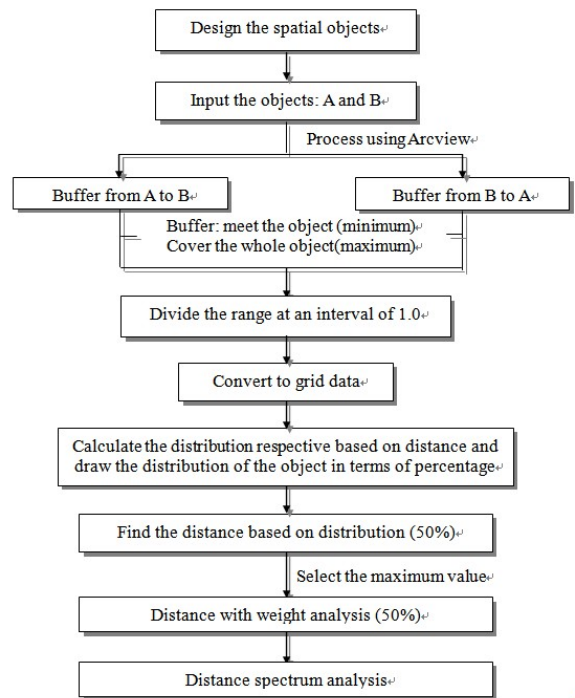 Design the spatial objects
Input the objects: A and B
Process using Arcview
Buffer from A to B
Buffer from B to A
Buffer: meet the object (minimum)
Cover the whole object(maximum)
Divide the range at an interval of 1.0
Convert to grid data
Calculate the distribution respective based on distance and
draw the distribution of the object in terms of percentage
Find the distance based on distribution (50%)
Select the maximum value
Distance with weight analysis (50%)
Distance spectrum analysis